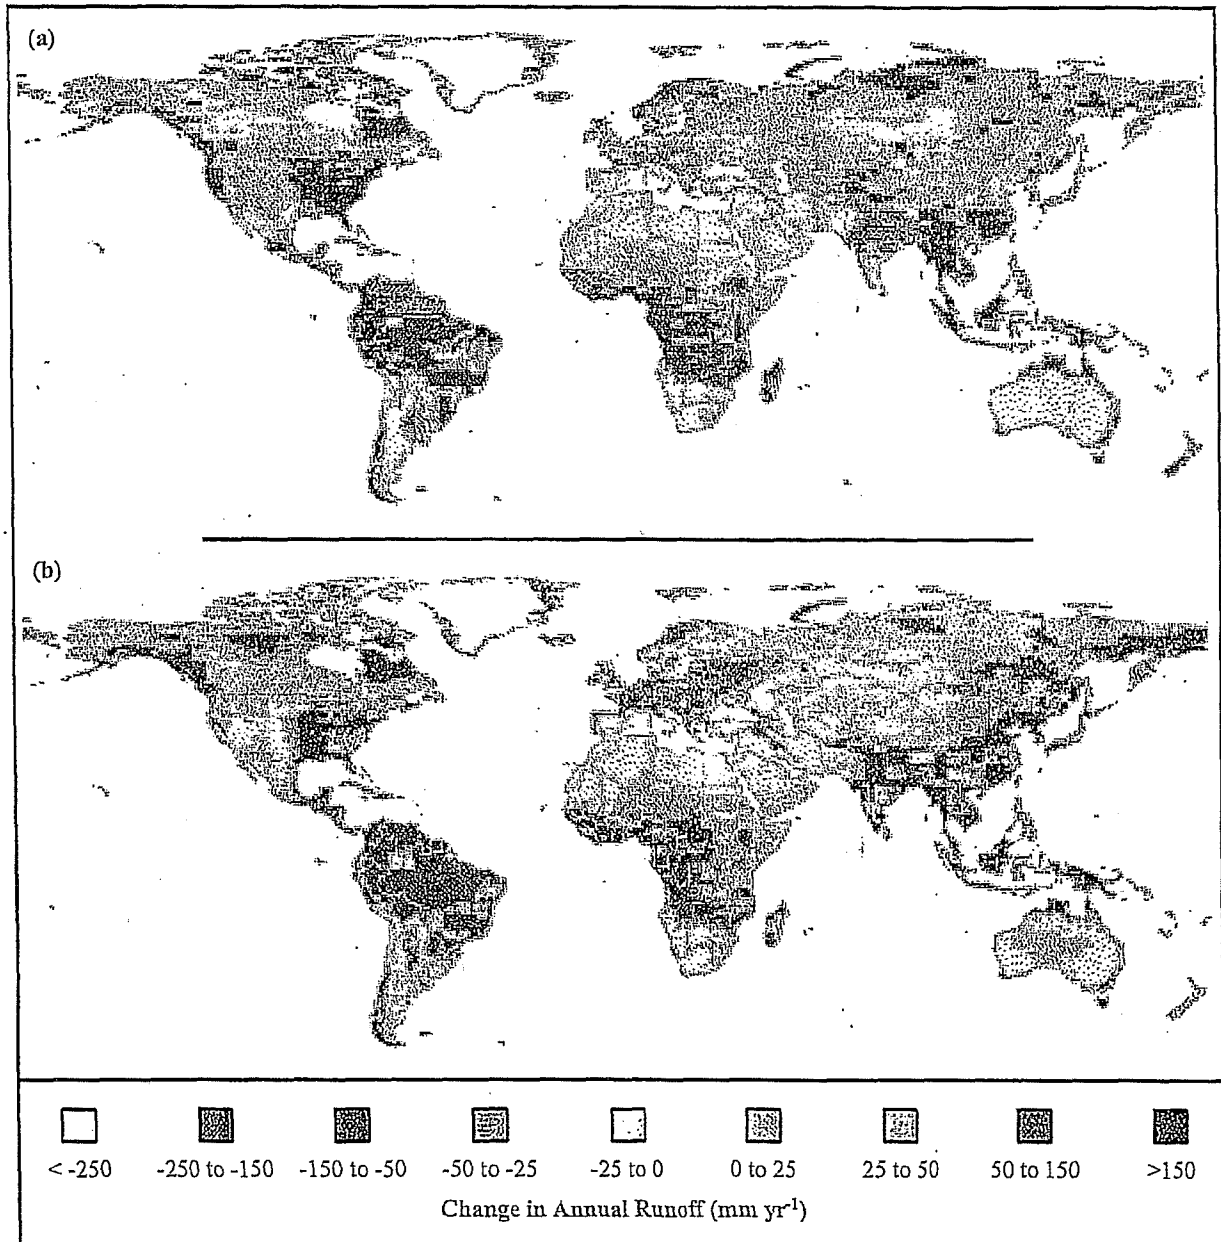 (a)
(b)
< -250 -250 to -150 -150 to -50 -50 to -25 -25 to 0 0 to 25 25 to 50 50 to 150 >150
Change in Annual Runoff (mm yr⁻¹)